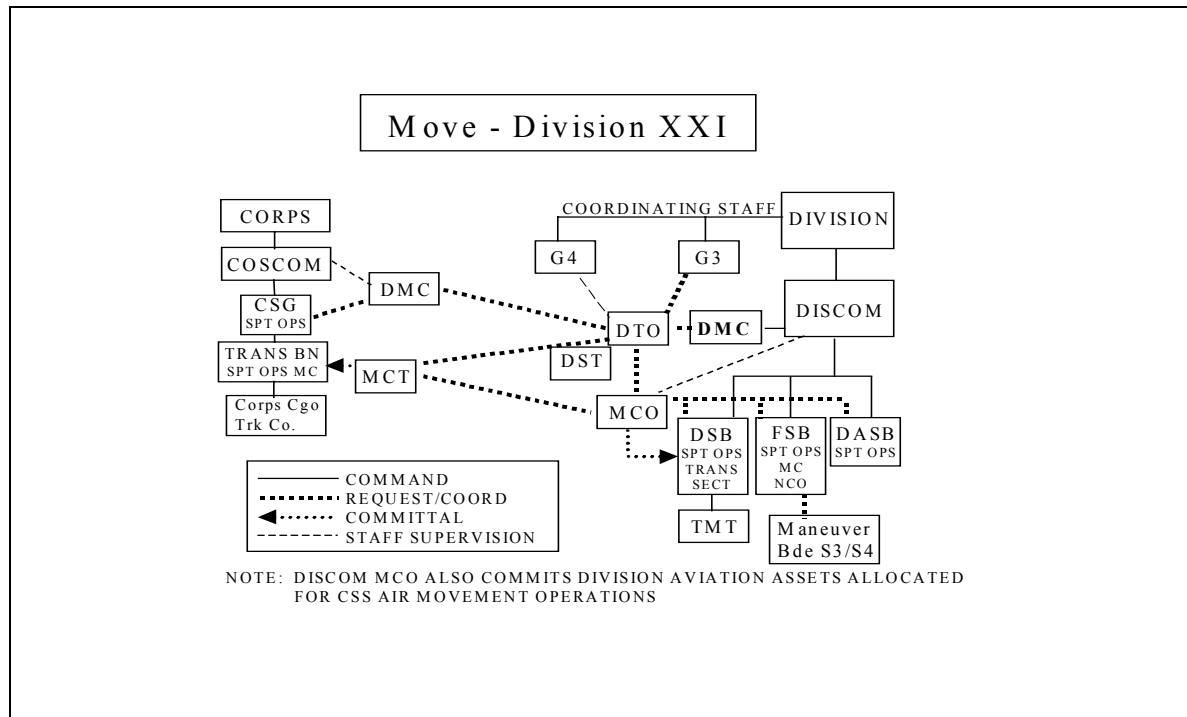 Move - Division XXI
CORPS
COSCOM
CSG
SPT OPS
TRANS BN
SPT OPS MC
Corps Cgo
Trk Co.
DMC
MCT
COORDINATING STAFF
G4
G3
DTO
DST
DMC
MCO
DIVISION
DISCOM
DSB
SPT OPS
TRANS
SECT
TMT
FSB
SPT OPS
MC
NCO
Maneuver
Bde S3/S4
DASB
SPT OPS
COMMAND
REQUEST/COORD
COMMITTAL
STAFF SUPERVISION
NOTE: DISCOM MCO ALSO COMMITS DIVISION AVIATION ASSETS ALLOCATED
FOR CSS AIR MOVEMENT OPERATIONS